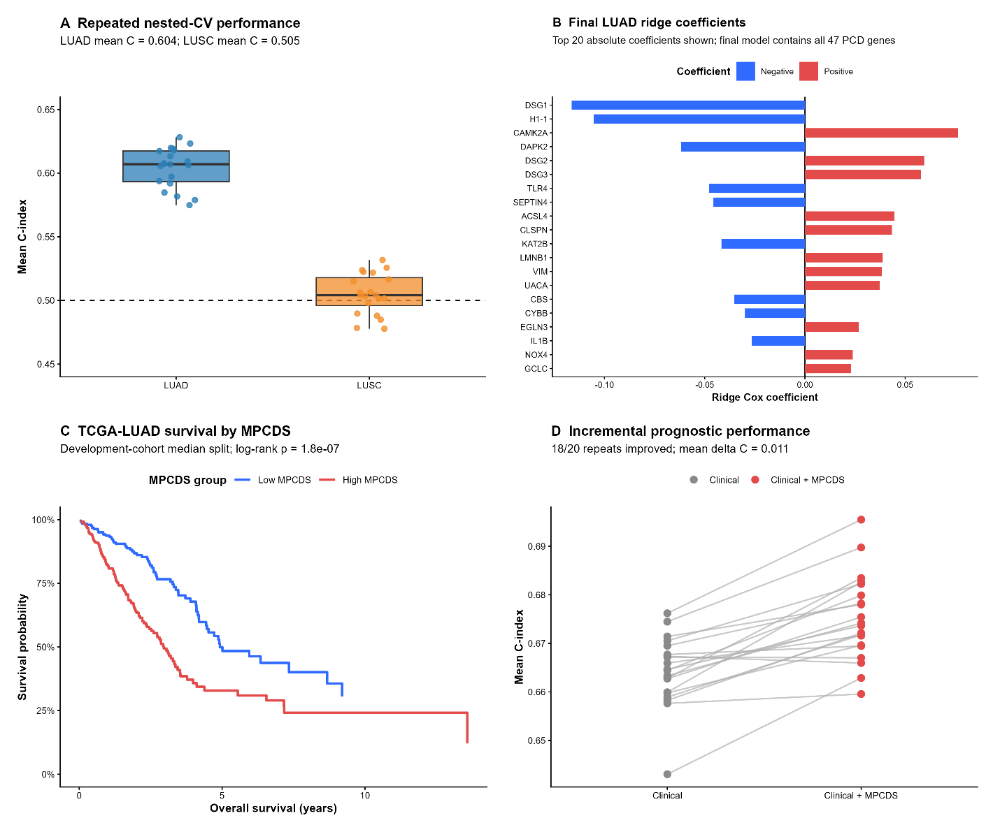 A Repeated nested-CV performance
LUAD mean C = 0.604; LUSC mean C = 0.505
Mean C-index
0.65
0.60
0.55
0.50
0.45
LUAD
LUSC
B Final LUAD ridge coefficients
Top 20 absolute coefficients shown; final model contains all 47 PCD genes
Coefficient Negative Positive
DSG1
H1-1
CAMK2A
DAPK2
DSG2
DSG3
TLR4
SEPTIN4
ACSL4
CLSPN
KAT2B
LMNB1
VIM
UACA
CBS
CYBB
EGLN3
IL1B
NOX4
GCLC
-0.10 -0.05 0.00 0.05
Ridge Cox coefficient
C TCGA-LUAD survival by MPCDS
Development-cohort median split; log-rank p = 1.8e-07
MPCDS group Low MPCDS High MPCDS
Survival probability
100%
75%
50%
25%
0%
0 5 10
Overall survival (years)
D Incremental prognostic performance
18/20 repeats improved; mean delta C = 0.011
Clinical Clinical + MPCDS
Mean C-index
0.69
0.68
0.67
0.66
0.65
Clinical Clinical + MPCDS